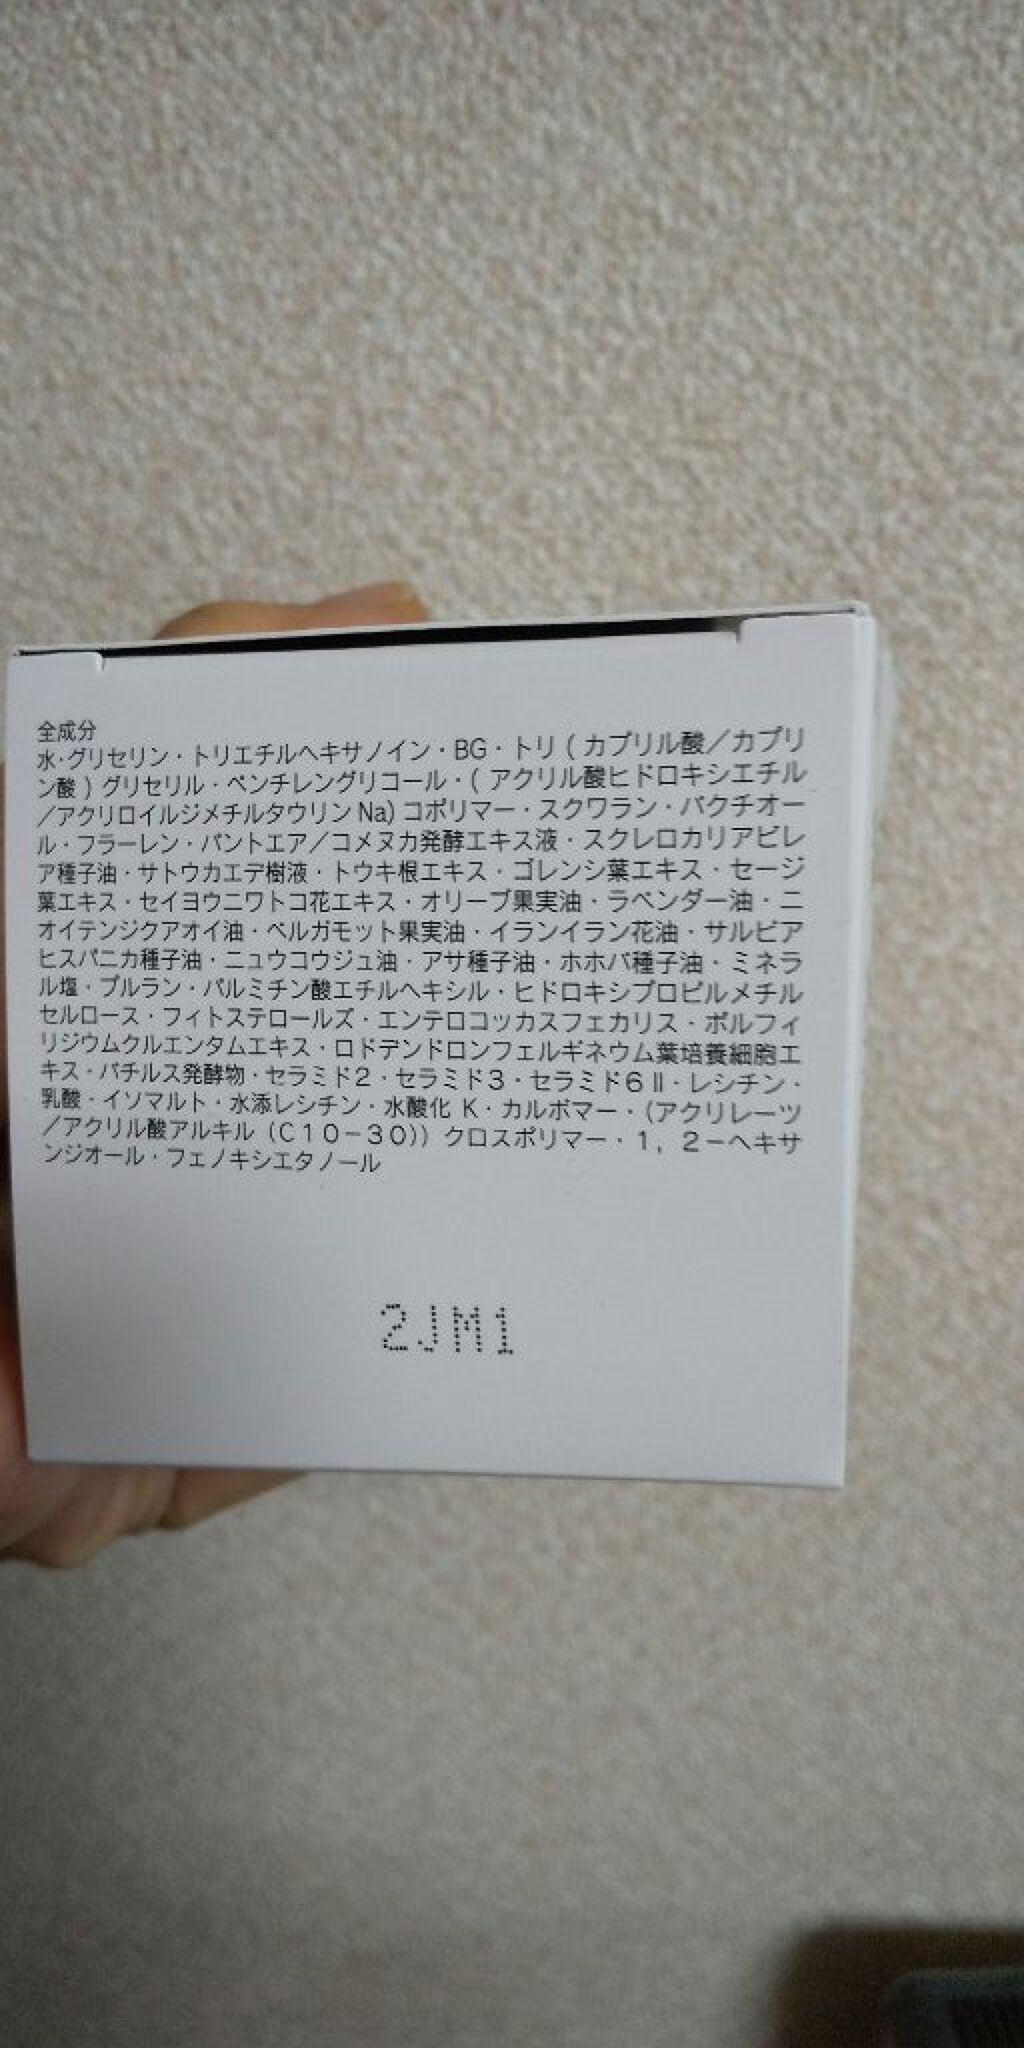 全成分
水・グリセリン・トリエチルヘキサノイン・BG・トリ ( カプリル酸／カプリ
ン酸 ) グリセリル・ペンチレングリコール・( アクリル酸ヒドロキシエチル
／アクリロイルジメチルタウリン Na) コポリマー・スクワラン・バクチオー
ル・フラーレン・パントエア／コメヌカ発酵エキス液・スクレロカリアビレ
ア種子油・サトウカエデ樹液・トウキ根エキス・ゴレンシ葉エキス・セージ
葉エキス・セイヨウニワトコ花エキス・オリーブ果実油・ラベンダー油・ニ
オイテンジクアオイ油・ベルガモット果実油・イランイラン花油・サルビア
ヒスパニカ種子油・ニュウコウジュ油・アサ種子油・ホホバ種子油・ミネラ
ル塩・プルラン・パルミチン酸エチルヘキシル・ヒドロキシプロピルメチル
セルロース・フィトステロールズ・エンテロコッカスフェカリス・ポルフィ
リジウムクルエンタムエキス・ロドデンドロンフェルギネウム葉培養細胞エ
キス・バチルス発酵物・セラミド2・セラミド3・セラミド6Ⅱ・レシチン・
乳酸・イソマルト・水添レシチン・水酸化 K・カルボマー・(アクリレーツ
／アクリル酸アルキル（C１０－３０）) クロスポリマー・１，２－ヘキサ
ンジオール・フェノキシエタノール
2JM1